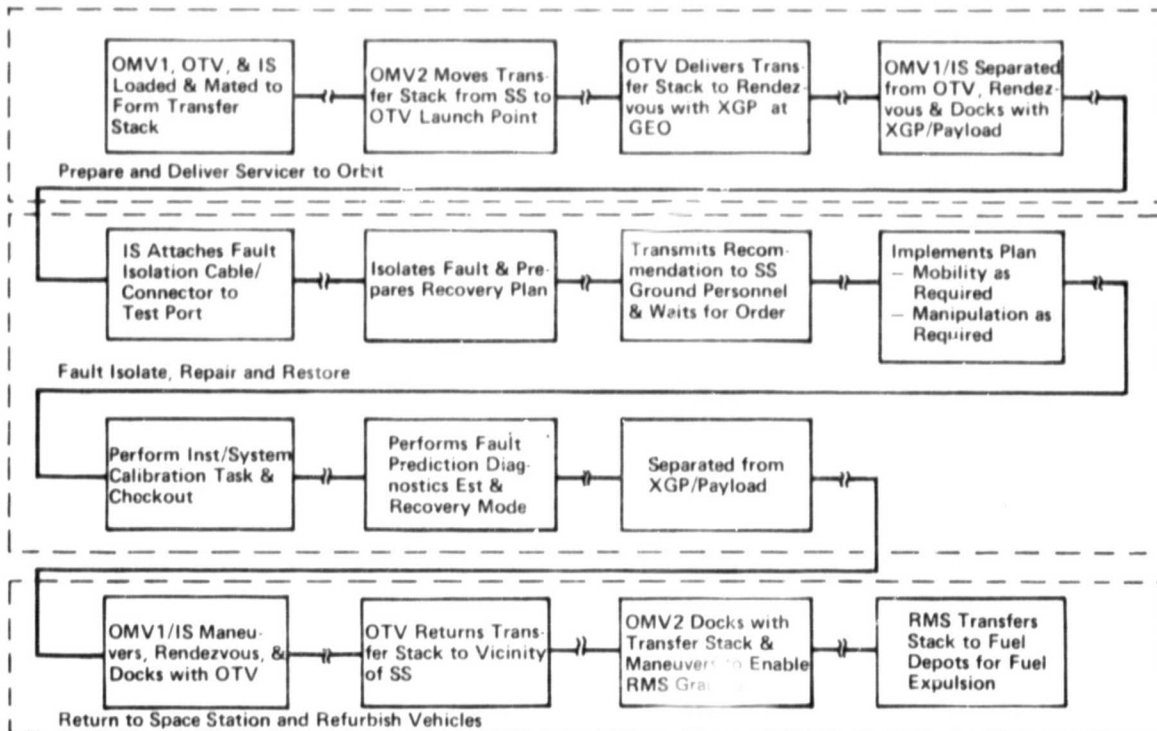 OMV1, OTV, & IS
Loaded & Mated to
Form Transfer
Stack
OMV2 Moves Trans-
fer Stack from SS to
OTV Launch Point
OTV Delivers Trans-
fer Stack to Rendez-
vous with XGP at
GEO
OMV1/IS Separated
from OTV, Rendez-
vous & Docks with
XGP/Payload
Prepare and Deliver Servicer to Orbit
IS Attaches Fault
Isolation Cable/
Connector to
Test Port
Isolates Fault & Pre-
pares Recovery Plan
Transmits Recom-
mendation to SS
Ground Personnel
& Waits for Order
Implements Plan
– Mobility as
Required
– Manipulation as
Required
Fault Isolate, Repair and Restore
Perform Inst/System
Calibration Task &
Checkout
Performs Fault
Prediction Diag-
nostics Est &
Recovery Mode
Separated from
XGP/Payload
OMV1/IS Maneu-
vers, Rendezvous, &
Docks with OTV
OTV Returns Trans-
fer Stack to Vicinity
of SS
OMV2 Docks with
Transfer Stack &
Maneuvers to Enable
RMS
RMS Transfers
Stack to Fuel
Depots for Fuel
Expulsion
Return to Space Station and Refurbish Vehicles